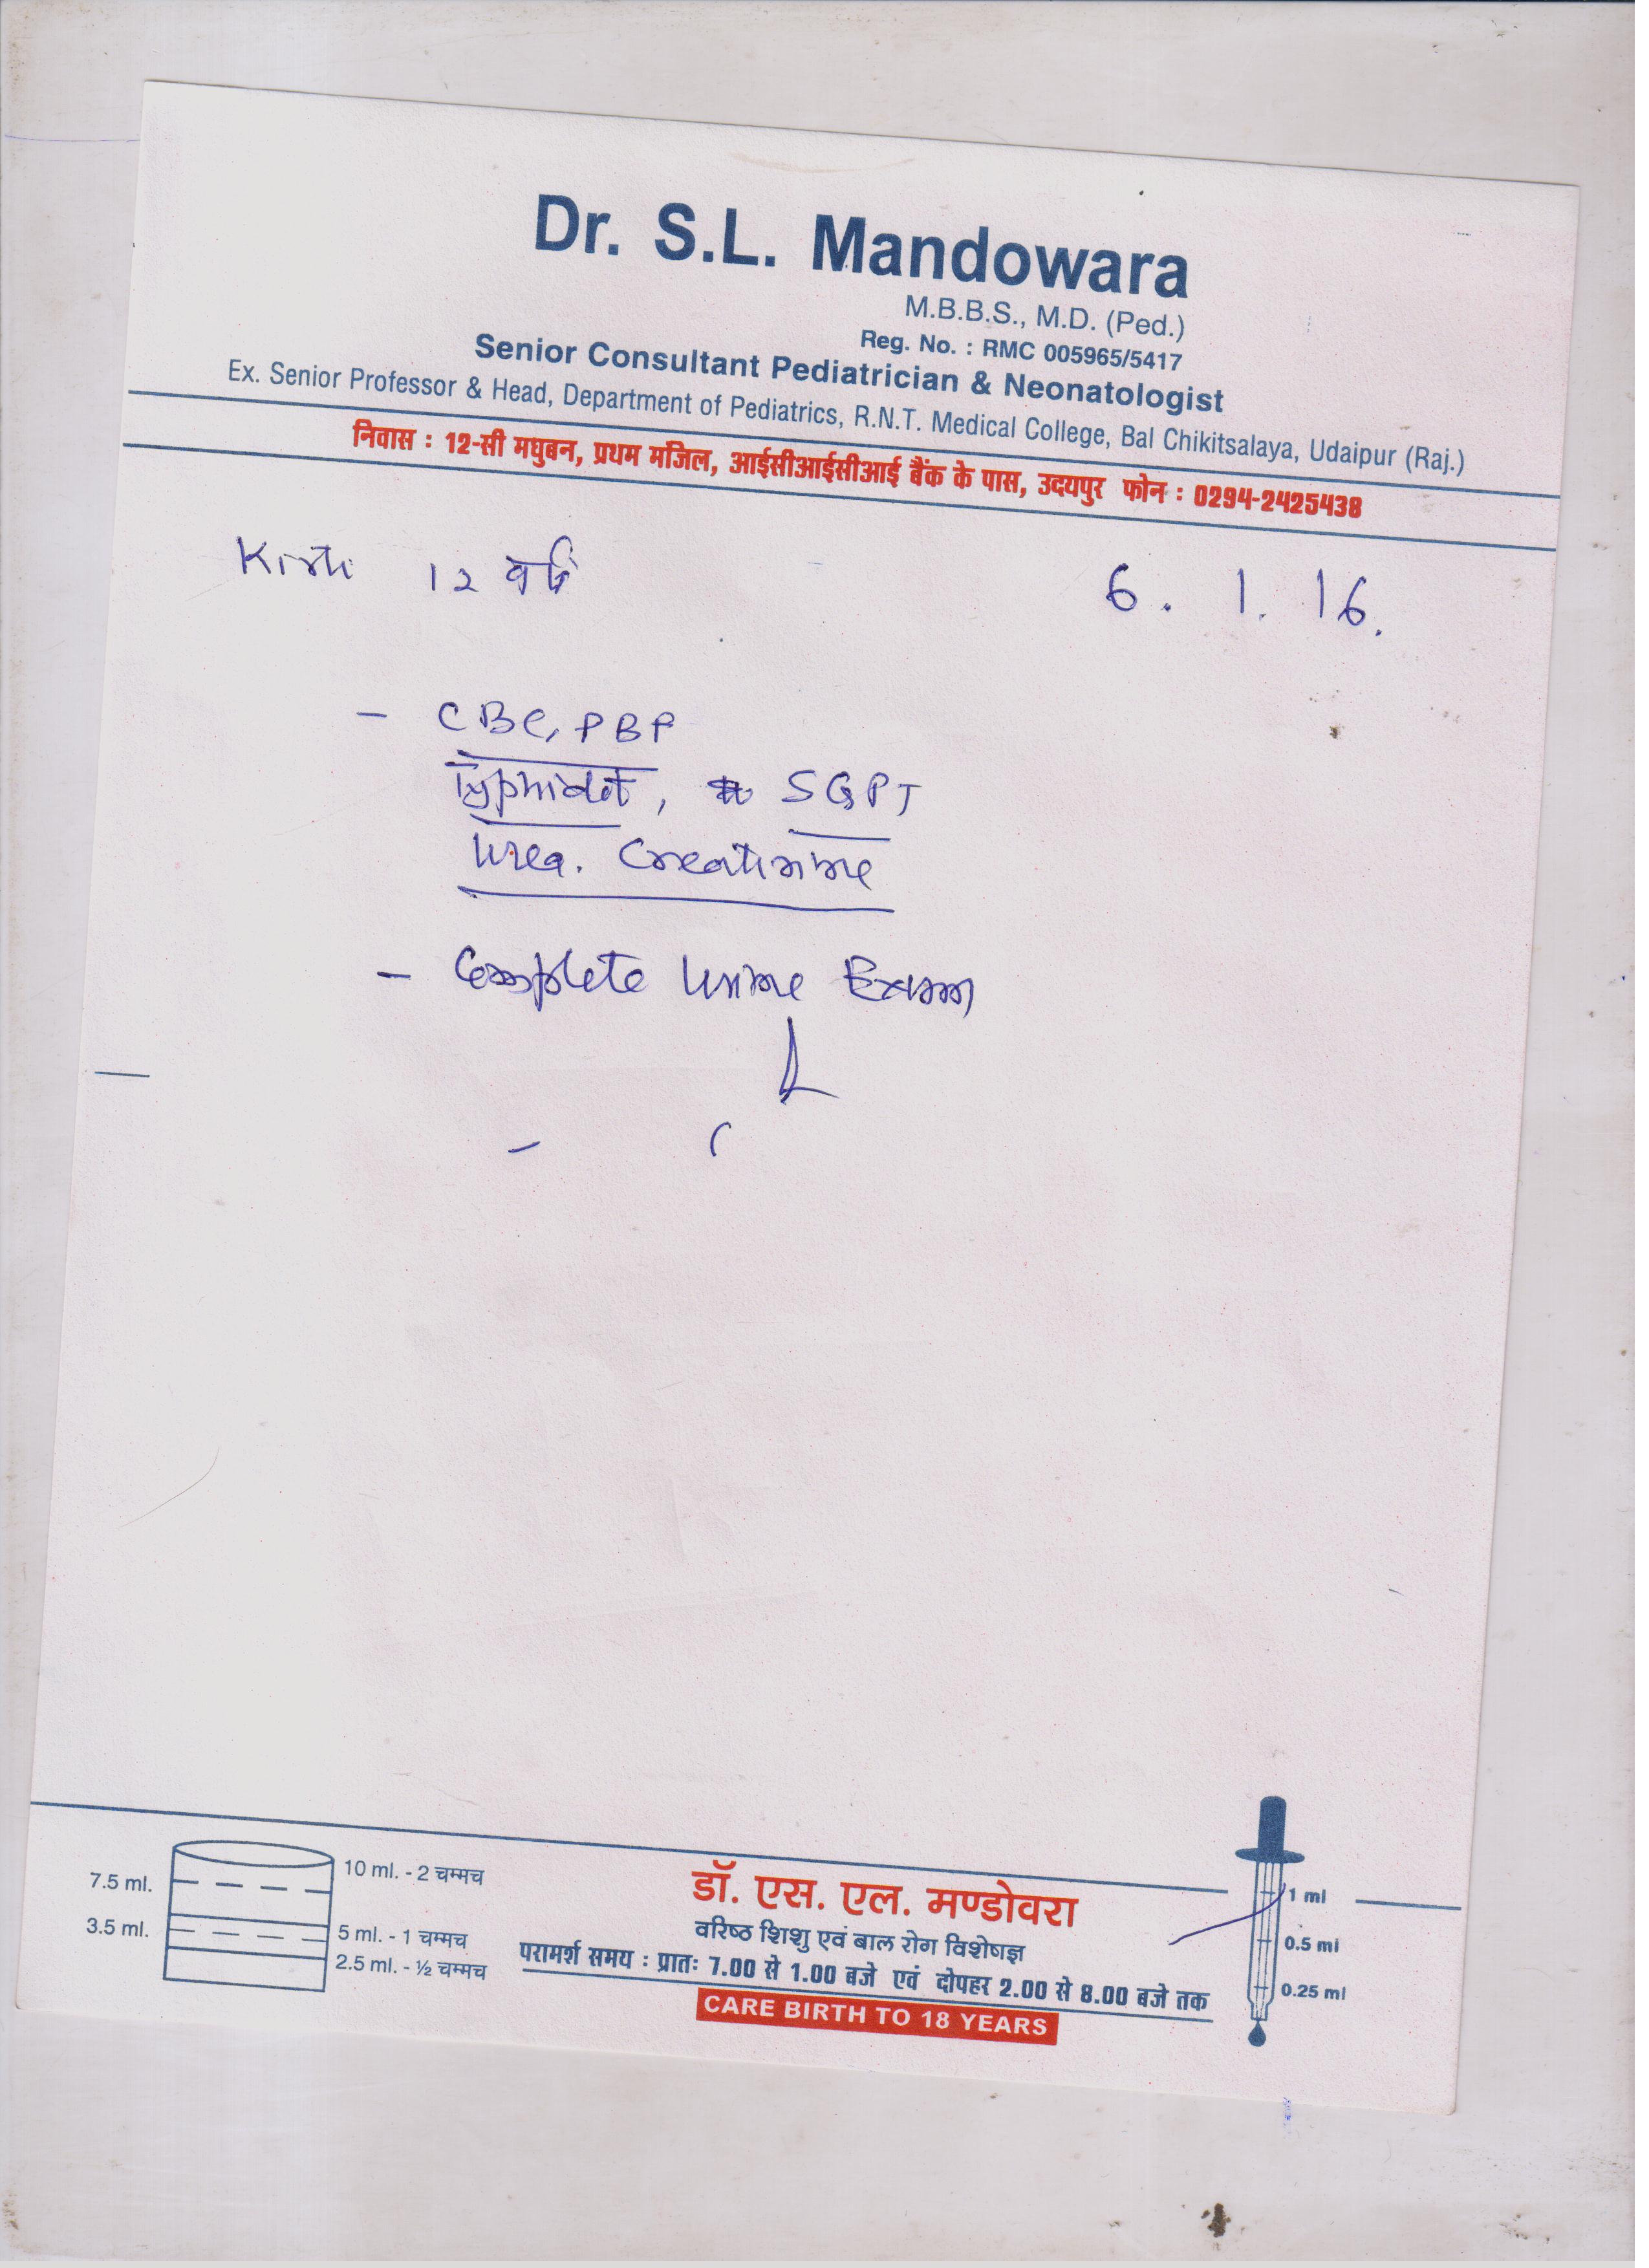 Dr. S.L. Mandowara
M.B.B.S., M.D. (Ped.)
Reg. No. : RMC 005965/5417
Senior Consultant Pediatrician & Neonatologist
Ex. Senior Professor & Head, Department of Pediatrics, R.N.T. Medical College, Bal Chikitsalaya, Udaipur (Raj.)
निवास : 12-सी मधुबन, प्रथम मंजिल, आईसीआईसीआई बैंक के पास, उदयपुर फोन : 0294-2425438
Kirti 12 वर्ष 6. 1. 16.
- CBC, PBF
Typhidot, SGPT
Urea. Creatinine
- Complete Urine Exam
7.5 ml.
3.5 ml.
10 ml. - 2 चम्मच
5 ml. - 1 चम्मच
2.5 ml. - ½ चम्मच
डॉ. एस. एल. मण्डोवरा
वरिष्ठ शिशु एवं बाल रोग विशेषज्ञ
परामर्श समय : प्रातः 7.00 से 1.00 बजे एवं दोपहर 2.00 से 8.00 बजे तक
CARE BIRTH TO 18 YEARS
1 ml
0.5 ml
0.25 ml